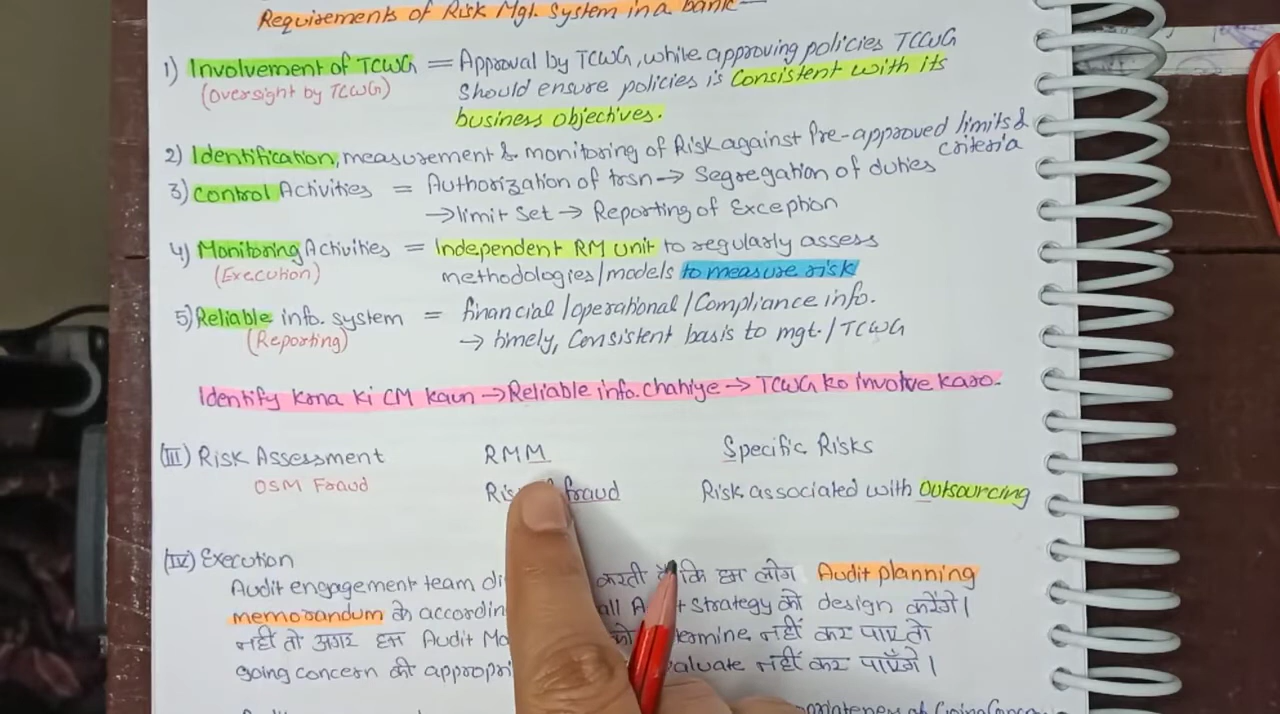 Requirements of Risk Mgt. System in a bank
1) Involvement of TCWG = Approval by TCWG, while approving policies TCWG
(Oversight by TCWG) should ensure policies is consistent with its
business objectives.
2) Identification, measurement & monitoring of Risk against Pre-approved limits &
criteria
3) Control Activities = Authorization of trsn → Segregation of duties
→ limit set → Reporting of Exception
4) Monitoring Activities = Independent RM unit to regularly assess
(Execution) methodologies/models to measure risk
5) Reliable info. system = financial/operational/Compliance info.
(Reporting) → timely, Consistent basis to mgt./TCWG
Identify krna ki CM kaun → Reliable info. chahiye → TCWG ko involve karo.
(III) Risk Assessment RMM Specific Risks
OSM Fraud fraud Risk associated with Outsourcing
(IV) Execution
Audit engagement team करती कि हम लोग Audit planning
memorandum के strategy को design करेंगे।
नहीं तो अगर हम Audit नहीं कर पाए तो
going concern की नहीं कर पाएँगे।